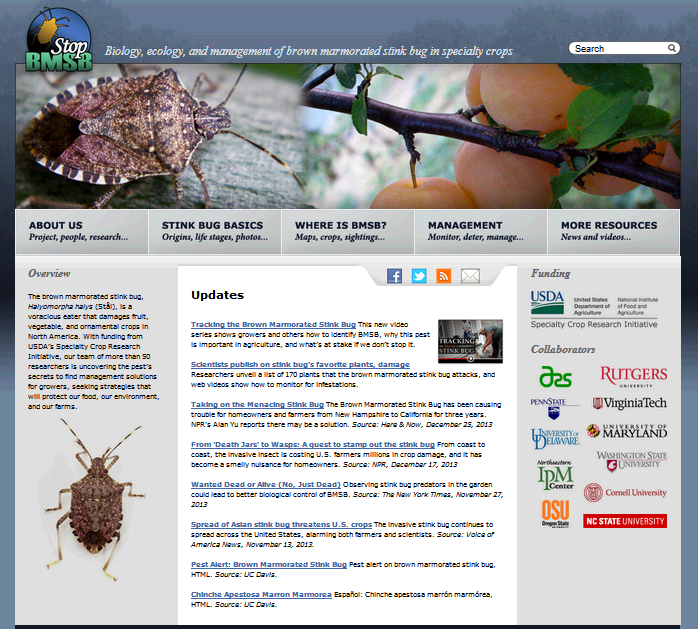 Stop
BMSB
Biology, ecology, and management of brown marmorated stink bug in specialty crops
Search
ABOUT US
Project, people, research...
STINK BUG BASICS
Origins, life stages, photos...
WHERE IS BMSB?
Maps, crops, sightings...
MANAGEMENT
Monitor, deter, manage...
MORE RESOURCES
News and videos...
Overview
The brown marmorated stink bug,
Halyomorpha halys (Stål), is a
voracious eater that damages fruit,
vegetable, and ornamental crops in
North America. With funding from
USDA's Specialty Crop Research
Initiative, our team of more than 50
researchers is uncovering the pest's
secrets to find management solutions
for growers, seeking strategies that
will protect our food, our environment,
and our farms.
Updates
Tracking the Brown Marmorated Stink Bug This new video
series shows growers and others how to identify BMSB, why this pest
is important in agriculture, and what's at stake if we don't stop it.
TRACKING
STINK BUG
Scientists publish on stink bug's favorite plants, damage
Researchers unveil a list of 170 plants that the brown marmorated stink bug attacks, and
web videos show how to monitor for infestations.
Taking on the Menacing Stink Bug The Brown Marmorated Stink Bug has been causing
trouble for homeowners and farmers from New Hampshire to California for three years.
NPR's Alan Yu reports there may be a solution. Source: Here & Now, December 25, 2013
From 'Death Jars' to Wasps: A quest to stamp out the stink bug From coast to
coast, the invasive insect is costing U.S. farmers millions in crop damage, and it has
become a smelly nuisance for homeowners. Source: NPR, December 17, 2013
Wanted Dead or Alive (No, Just Dead) Observing stink bug predators in the garden
could lead to better biological control of BMSB. Source: The New York Times, November 27,
2013
Spread of Asian stink bug threatens U.S. crops The invasive stink bug continues to
spread across the United States, alarming both farmers and scientists. Source: Voice of
America News, November 13, 2013.
Pest Alert: Brown Marmorated Stink Bug Pest alert on brown marmorated stink bug,
HTML. Source: UC Davis.
Chinche Apestosa Marron Marmorea Español: Chinche apestosa marrón marmórea,
HTML. Source: UC Davis.
Funding
USDA
United States
Department of
Agriculture
National Institute
of Food and
Agriculture
Specialty Crop Research Initiative
Collaborators
RUTGERS
UNIVERSITY
PENNSTATE
VirginiaTech
UNIVERSITY OF
DELAWARE
UNIVERSITY OF
MARYLAND
Northeastern
IPM
Center
WASHINGTON STATE
UNIVERSITY
Cornell University
OSU
Oregon State
UNIVERSITY
NC STATE UNIVERSITY